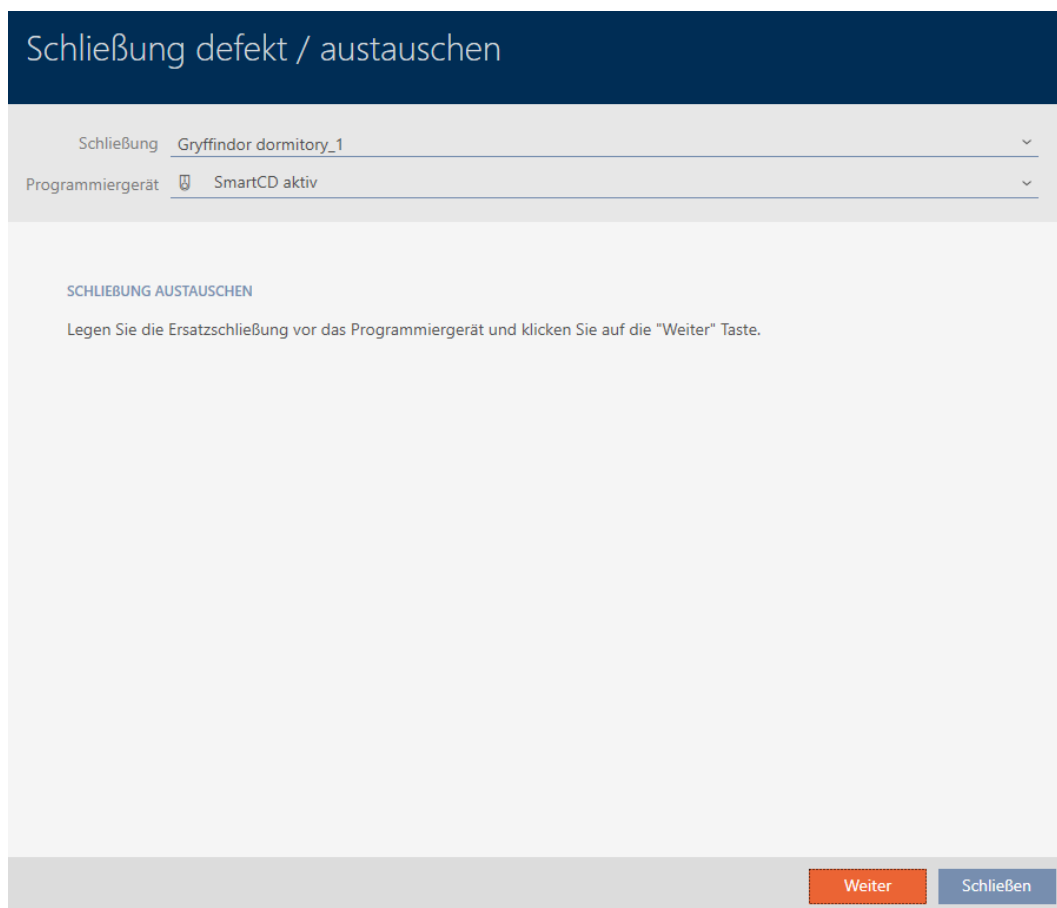 Schließung defekt / austauschen
Schließung Gryffindor dormitory_1
Programmiergerät SmartCD aktiv
SCHLIEßUNG AUSTAUSCHEN
Legen Sie die Ersatzschließung vor das Programmiergerät und klicken Sie auf die "Weiter" Taste.
Weiter Schließen